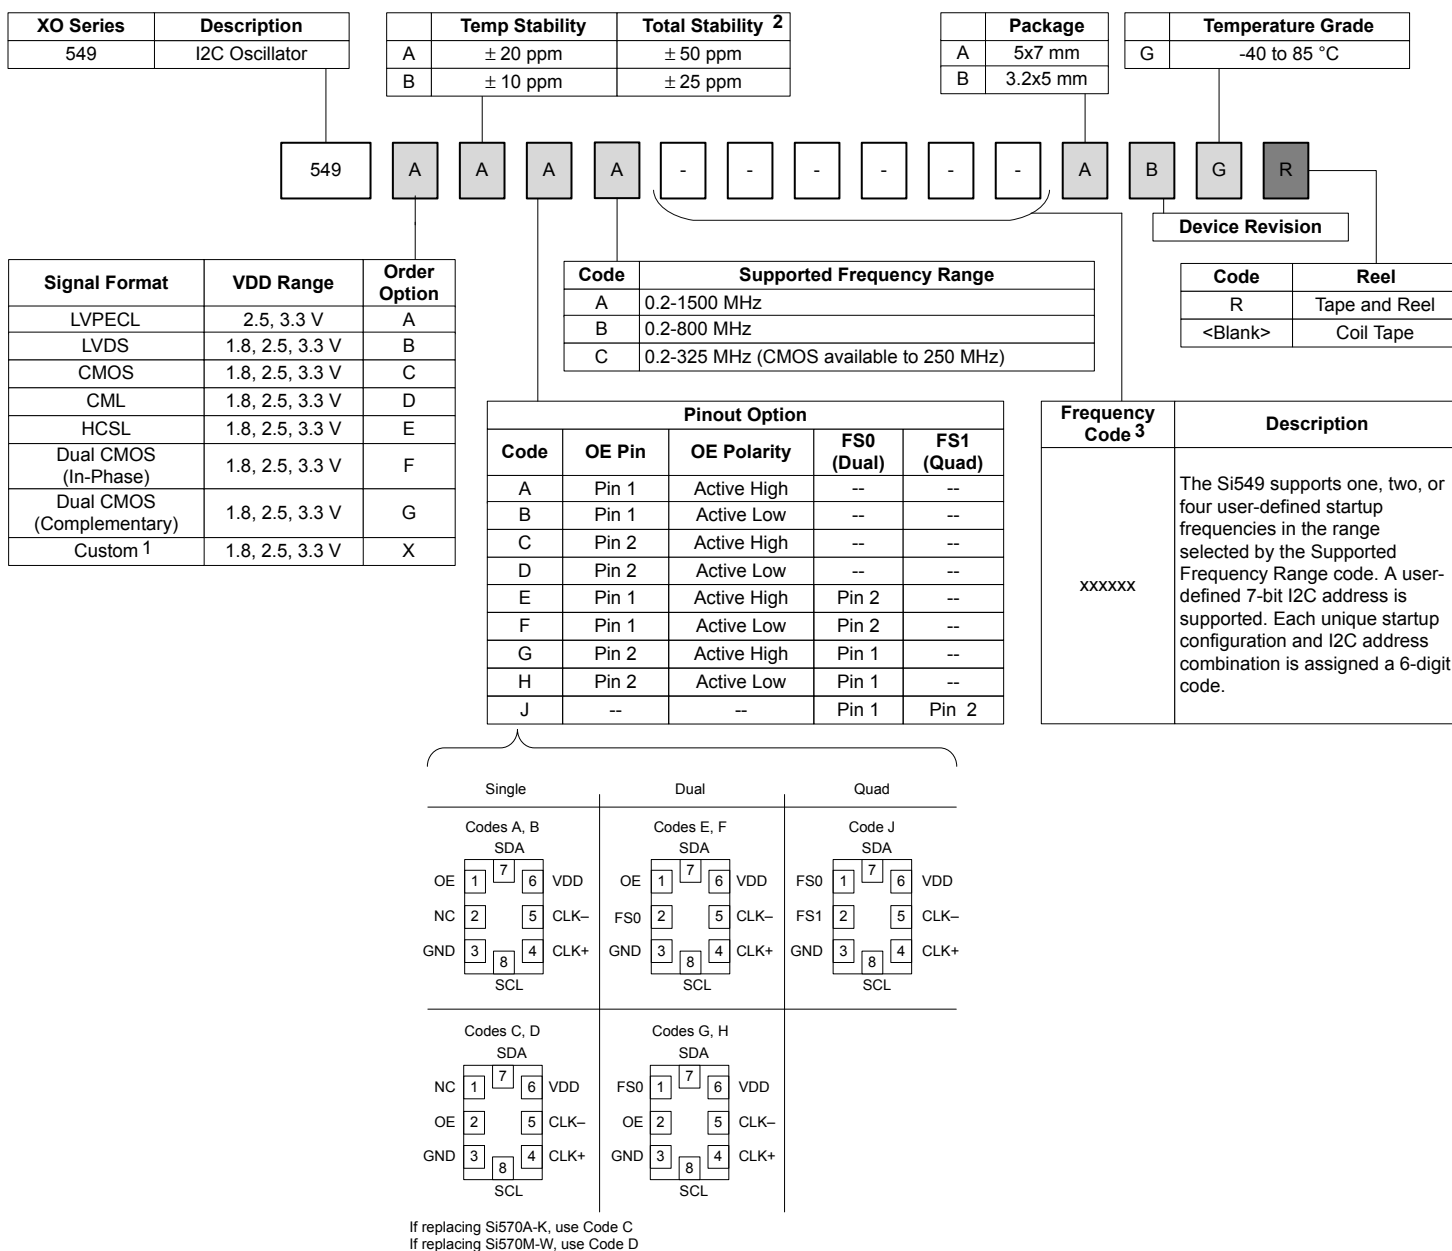 XO Series Description
549 I2C Oscillator
Temp Stability Total Stability 2
A ± 20 ppm ± 50 ppm
B ± 10 ppm ± 25 ppm
Package
A 5x7 mm
B 3.2x5 mm
Temperature Grade
G -40 to 85 °C
549 A A A A - - - - - - A B G R
Device Revision
Signal Format VDD Range Order Option
LVPECL 2.5, 3.3 V A
LVDS 1.8, 2.5, 3.3 V B
CMOS 1.8, 2.5, 3.3 V C
CML 1.8, 2.5, 3.3 V D
HCSL 1.8, 2.5, 3.3 V E
Dual CMOS (In-Phase) 1.8, 2.5, 3.3 V F
Dual CMOS (Complementary) 1.8, 2.5, 3.3 V G
Custom 1 1.8, 2.5, 3.3 V X
Code Supported Frequency Range
A 0.2-1500 MHz
B 0.2-800 MHz
C 0.2-325 MHz (CMOS available to 250 MHz)
Code Reel
R Tape and Reel
<Blank> Coil Tape
Pinout Option
Code OE Pin OE Polarity FS0 (Dual) FS1 (Quad)
A Pin 1 Active High -- --
B Pin 1 Active Low -- --
C Pin 2 Active High -- --
D Pin 2 Active Low -- --
E Pin 1 Active High Pin 2 --
F Pin 1 Active Low Pin 2 --
G Pin 2 Active High Pin 1 --
H Pin 2 Active Low Pin 1 --
J -- -- Pin 1 Pin 2
Frequency Code 3 Description
xxxxxx
The Si549 supports one, two, or
four user-defined startup
frequencies in the range
selected by the Supported
Frequency Range code. A user-
defined 7-bit I2C address is
supported. Each unique startup
configuration and I2C address
combination is assigned a 6-digit
code.
Single Dual Quad
Codes A, B
SDA
7
OE 1 6 VDD
NC 2 5 CLK–
GND 3 4 CLK+
8
SCL
Codes E, F
SDA
7
OE 1 6 VDD
FS0 2 5 CLK–
GND 3 4 CLK+
8
SCL
Code J
SDA
7
FS0 1 6 VDD
FS1 2 5 CLK–
GND 3 4 CLK+
8
SCL
Codes C, D
SDA
7
NC 1 6 VDD
OE 2 5 CLK–
GND 3 4 CLK+
8
SCL
Codes G, H
SDA
7
FS0 1 6 VDD
OE 2 5 CLK–
GND 3 4 CLK+
8
SCL
If replacing Si570A-K, use Code C
If replacing Si570M-W, use Code D